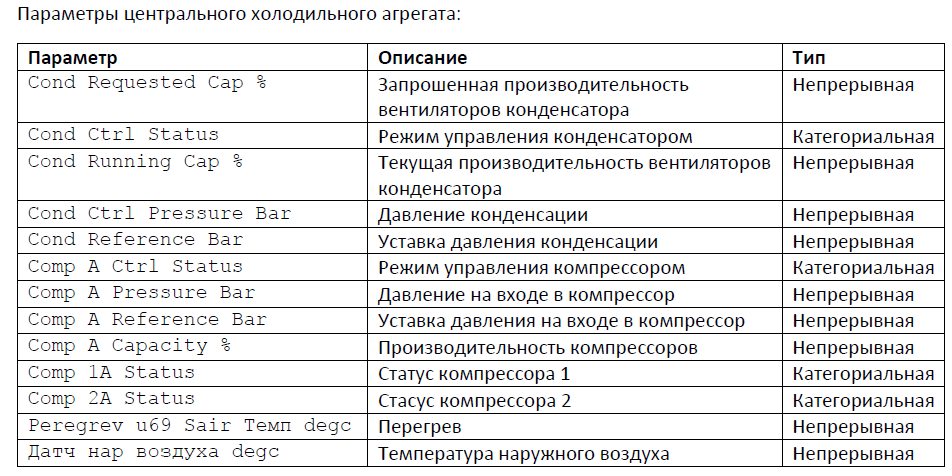 Параметры центрального холодильного агрегата:
Параметр Описание Тип
Cond Requested Cap % Запрошенная производительность вентиляторов конденсатора Непрерывная
Cond Ctrl Status Режим управления конденсатором Категориальная
Cond Running Cap % Текущая производительность вентиляторов конденсатора Непрерывная
Cond Ctrl Pressure Bar Давление конденсации Непрерывная
Cond Reference Bar Уставка давления конденсации Непрерывная
Comp A Ctrl Status Режим управления компрессором Категориальная
Comp A Pressure Bar Давление на входе в компрессор Непрерывная
Comp A Reference Bar Уставка давления на входе в компрессор Непрерывная
Comp A Capacity % Производительность компрессоров Непрерывная
Comp 1A Status Статус компрессора 1 Категориальная
Comp 2A Status Стасус компрессора 2 Категориальная
Peregrev u69 Sair Темп degc Перегрев Непрерывная
Датч нар воздуха degc Температура наружного воздуха Непрерывная